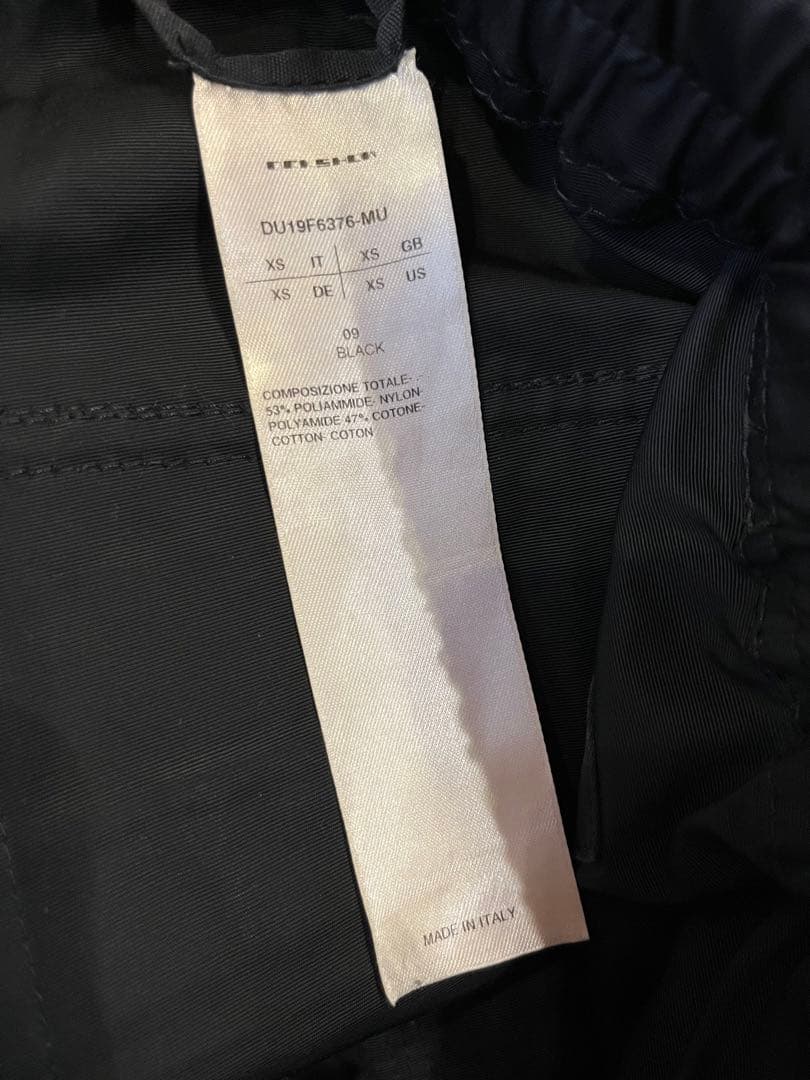 DU19F6376-MU
XS IT XS GB
XS DE XS US
09
BLACK
COMPOSIZIONE TOTALE-
53% POLIAMMIDE- NYLON-
POLYAMIDE 47% COTONE-
COTTON- COTON
MADE IN ITALY